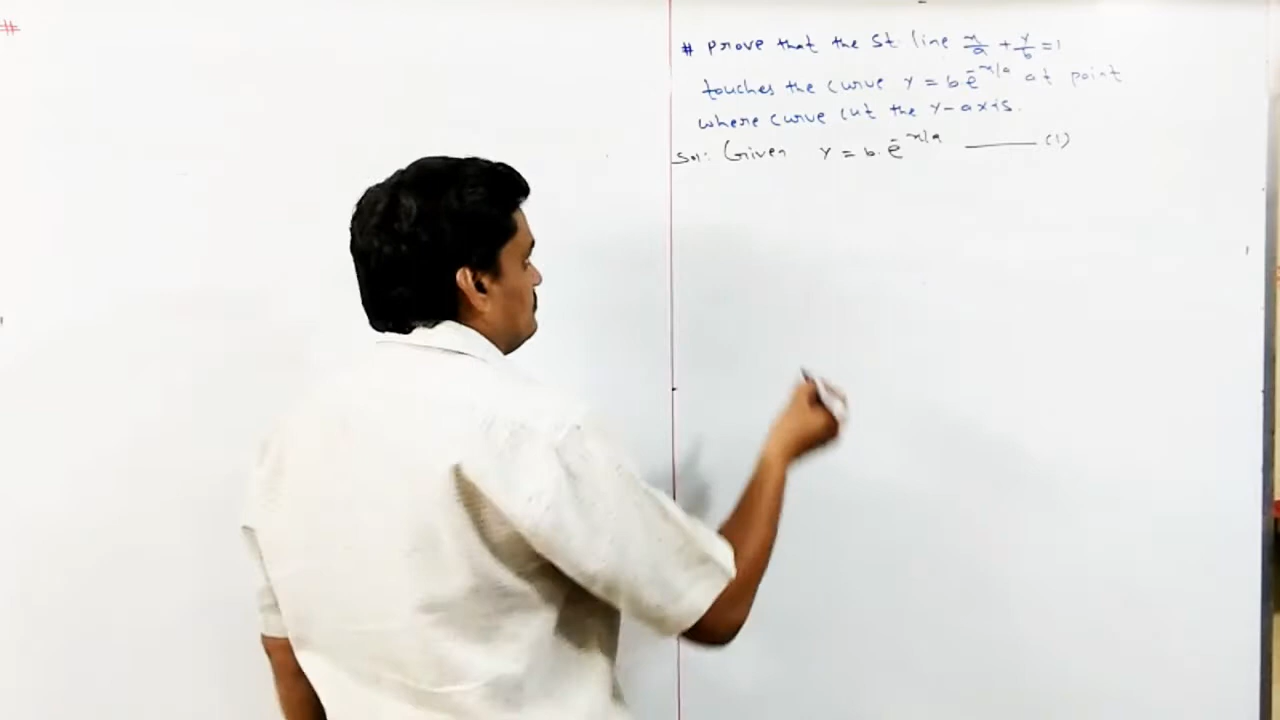 #
# prove that the St. line x/a + y/b = 1
touches the curve y = b e^-x/a at point
where curve cut the y-axis.
Sol: Given y = b. e^-x/a ——— (1)